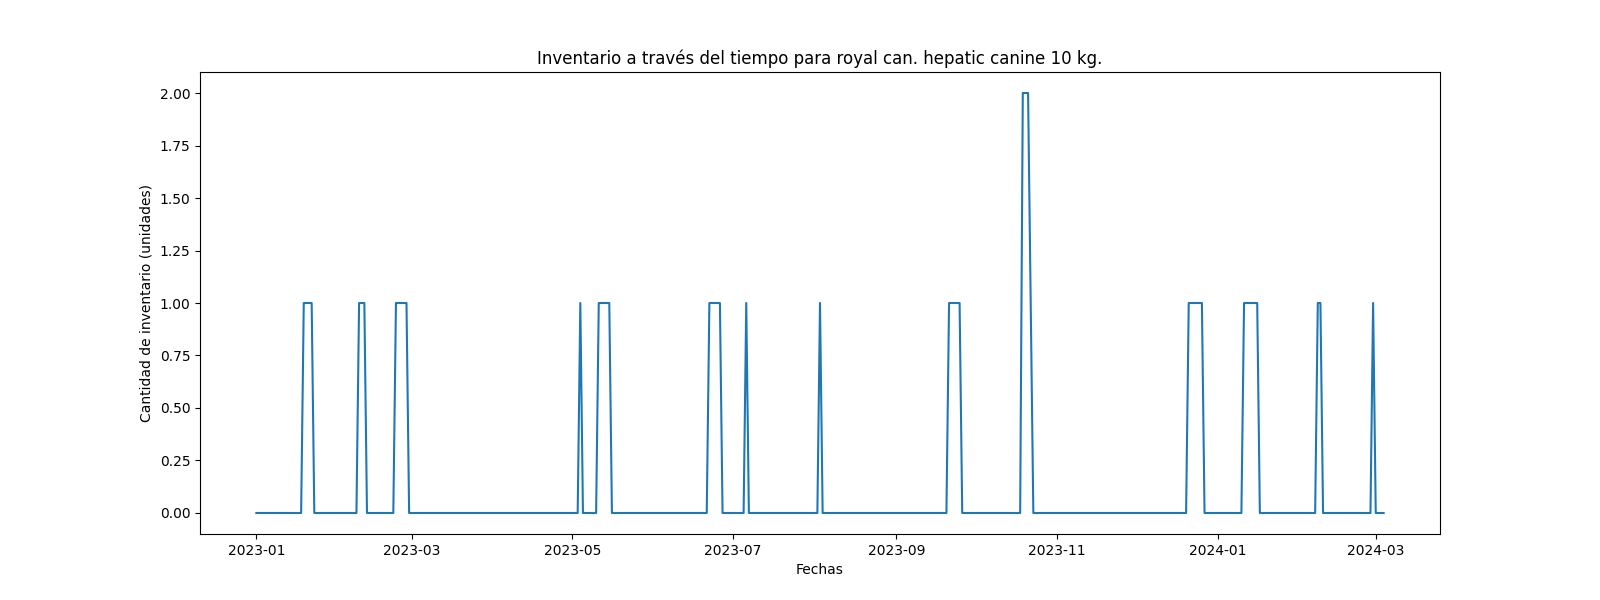 Inventario a través del tiempo para royal can. hepatic canine 10 kg.
Cantidad de inventario (unidades)
2.00
1.75
1.50
1.25
1.00
0.75
0.50
0.25
0.00
2023-01 2023-03 2023-05 2023-07 2023-09 2023-11 2024-01 2024-03
Fechas